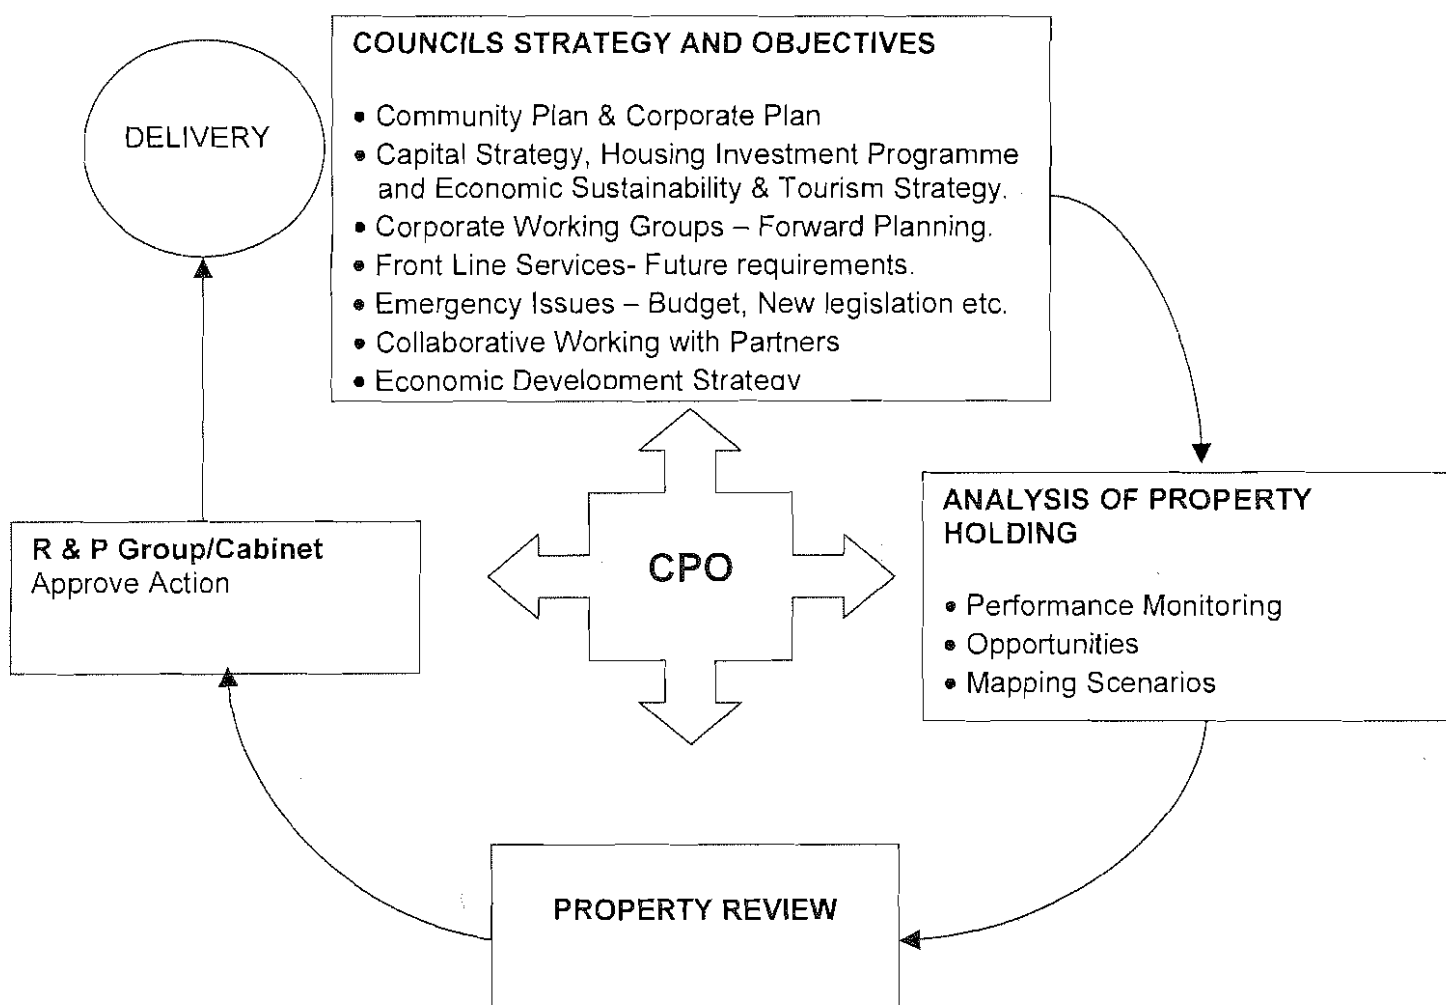 COUNCILS STRATEGY AND OBJECTIVES
• Community Plan & Corporate Plan
• Capital Strategy, Housing Investment Programme
and Economic Sustainability & Tourism Strategy.
• Corporate Working Groups – Forward Planning.
• Front Line Services- Future requirements.
• Emergency Issues – Budget, New legislation etc.
• Collaborative Working with Partners
• Economic Development Strategy
DELIVERY
ANALYSIS OF PROPERTY
HOLDING
• Performance Monitoring
• Opportunities
• Mapping Scenarios
R & P Group/Cabinet
Approve Action
CPO
PROPERTY REVIEW